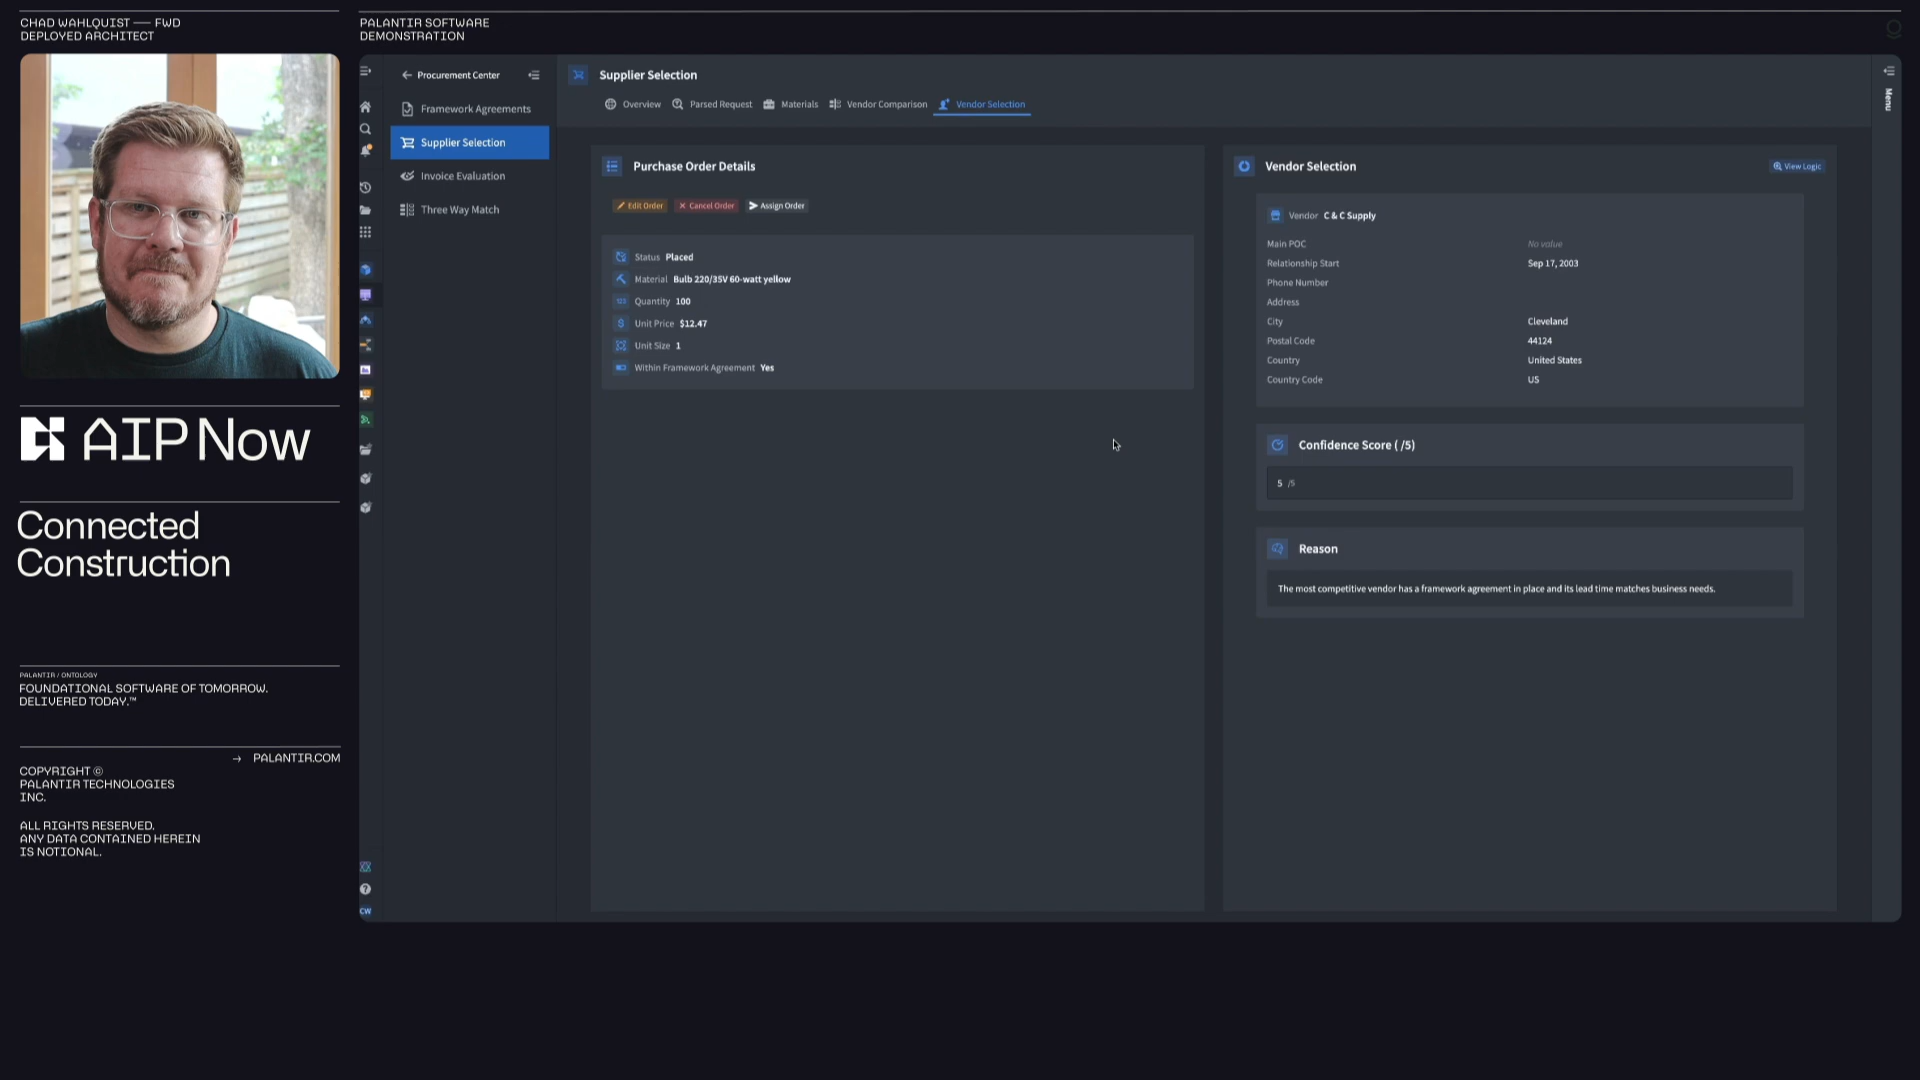 CHAD WAHLQUIST — FWD
DEPLOYED ARCHITECT
PALANTIR SOFTWARE
DEMONSTRATION
AIP Now
Connected
Construction
PALANTIR / ONTOLOGY
FOUNDATIONAL SOFTWARE OF TOMORROW.
DELIVERED TODAY.™
→ PALANTIR.COM
COPYRIGHT ©
PALANTIR TECHNOLOGIES
INC.
ALL RIGHTS RESERVED.
ANY DATA CONTAINED HEREIN
IS NOTIONAL.
CW
Procurement Center
Framework Agreements
Supplier Selection
Invoice Evaluation
Three Way Match
Supplier Selection
Overview Parsed Request Materials Vendor Comparison Vendor Selection
Menu
Purchase Order Details
Edit Order Cancel Order Assign Order
Status Placed
Material Bulb 220/35V 60-watt yellow
123 Quantity 100
$ Unit Price $12.47
Unit Size 1
Within Framework Agreement Yes
Vendor Selection View Logic
Vendor C & C Supply
Main POC No value
Relationship Start Sep 17, 2003
Phone Number
Address
City Cleveland
Postal Code 44124
Country United States
Country Code US
Confidence Score ( /5)
5 /5
Reason
The most competitive vendor has a framework agreement in place and its lead time matches business needs.